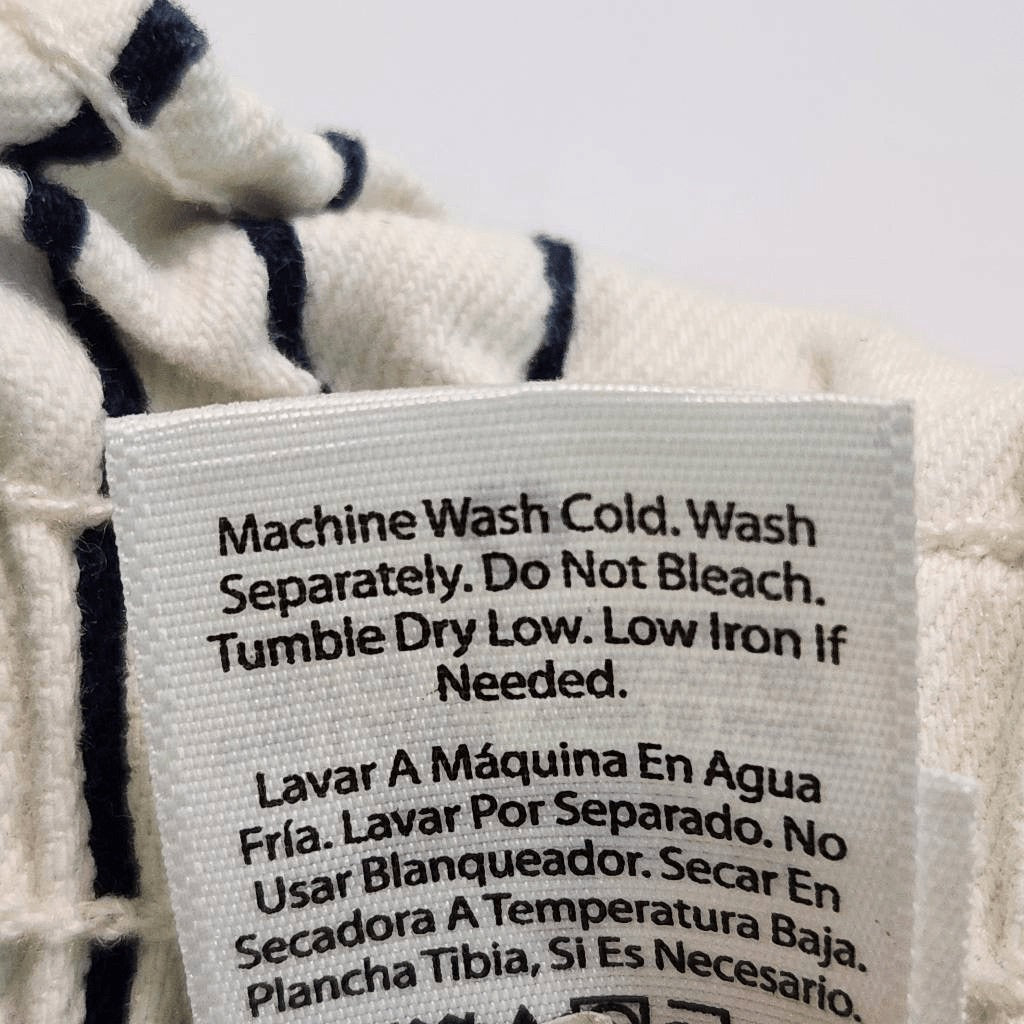 Machine Wash Cold. Wash
Separately. Do Not Bleach.
Tumble Dry Low. Low Iron If
Needed.
Lavar A Máquina En Agua
Fría. Lavar Por Separado. No
Usar Blanqueador. Secar En
Secadora A Temperatura Baja.
Plancha Tibia, Si Es Necesario.